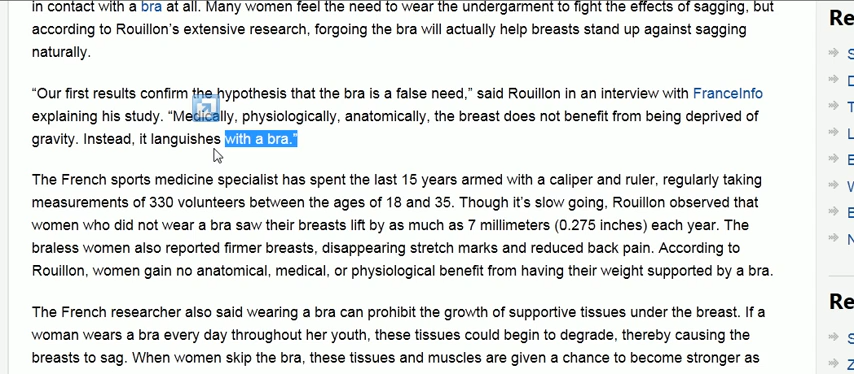 in contact with a bra at all. Many women feel the need to wear the undergarment to fight the effects of sagging, but
according to Rouillon's extensive research, forgoing the bra will actually help breasts stand up against sagging
naturally.
“Our first results confirm the hypothesis that the bra is a false need,” said Rouillon in an interview with FranceInfo
explaining his study. “Medically, physiologically, anatomically, the breast does not benefit from being deprived of
gravity. Instead, it languishes with a bra.”
The French sports medicine specialist has spent the last 15 years armed with a caliper and ruler, regularly taking
measurements of 330 volunteers between the ages of 18 and 35. Though it's slow going, Rouillon observed that
women who did not wear a bra saw their breasts lift by as much as 7 millimeters (0.275 inches) each year. The
braless women also reported firmer breasts, disappearing stretch marks and reduced back pain. According to
Rouillon, women gain no anatomical, medical, or physiological benefit from having their weight supported by a bra.
The French researcher also said wearing a bra can prohibit the growth of supportive tissues under the breast. If a
woman wears a bra every day throughout her youth, these tissues could begin to degrade, thereby causing the
breasts to sag. When women skip the bra, these tissues and muscles are given a chance to become stronger as
Re
S
D
T
L
E
W
E
N
Re
S
Z